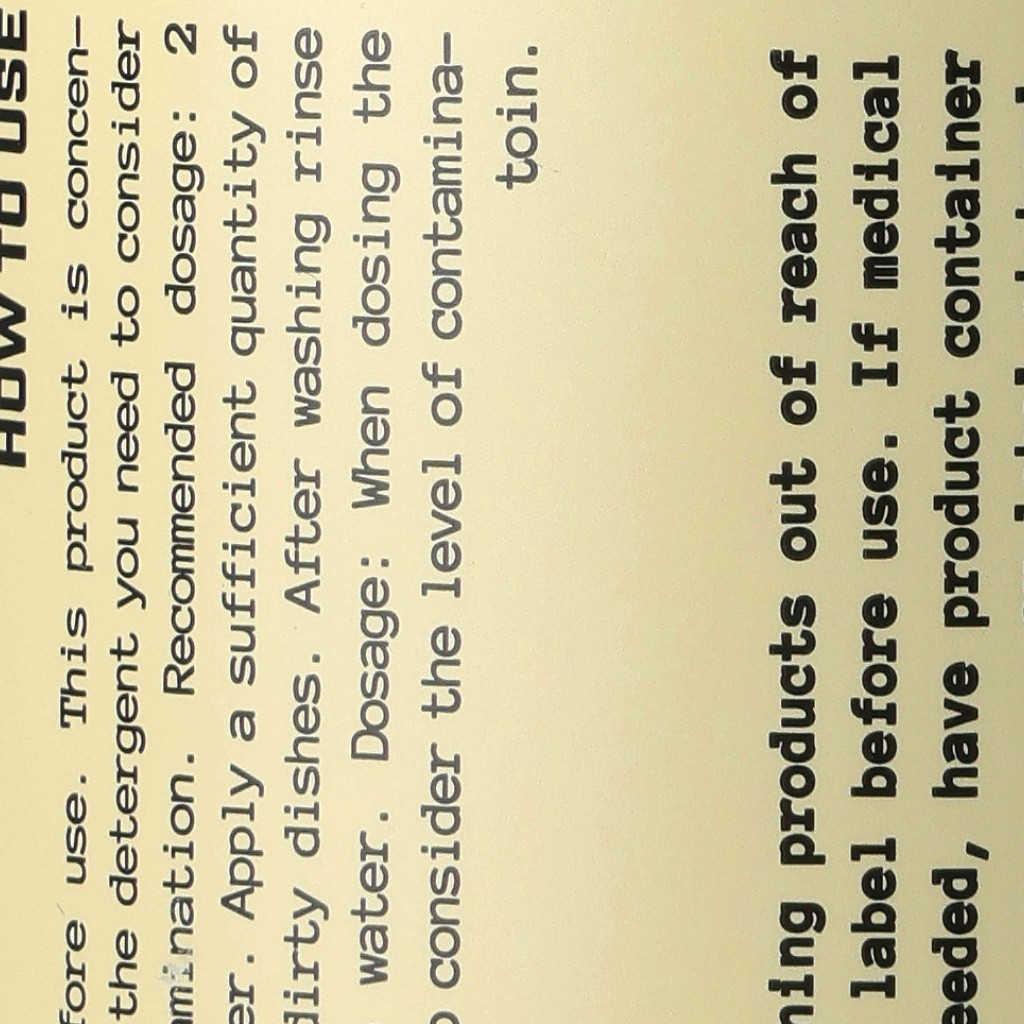 HOW TO USE
fore use. This product is concen-
the detergent you need to consider
amination. Recommended dosage: 2
er. Apply a sufficient quantity of
dirty dishes. After washing rinse
water. Dosage: When dosing the
o consider the level of contamina-
toin.
ning products out of reach of
label before use. If medical
eeded, have product container